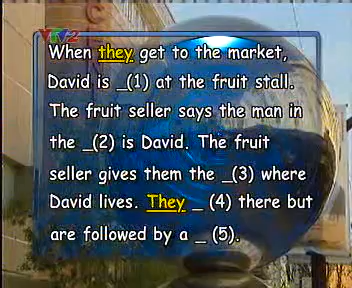 VTV2
When they get to the market,
David is _(1) at the fruit stall.
The fruit seller says the man in
the _(2) is David. The fruit
seller gives them the _(3) where
David lives. They _ (4) there but
are followed by a _ (5).